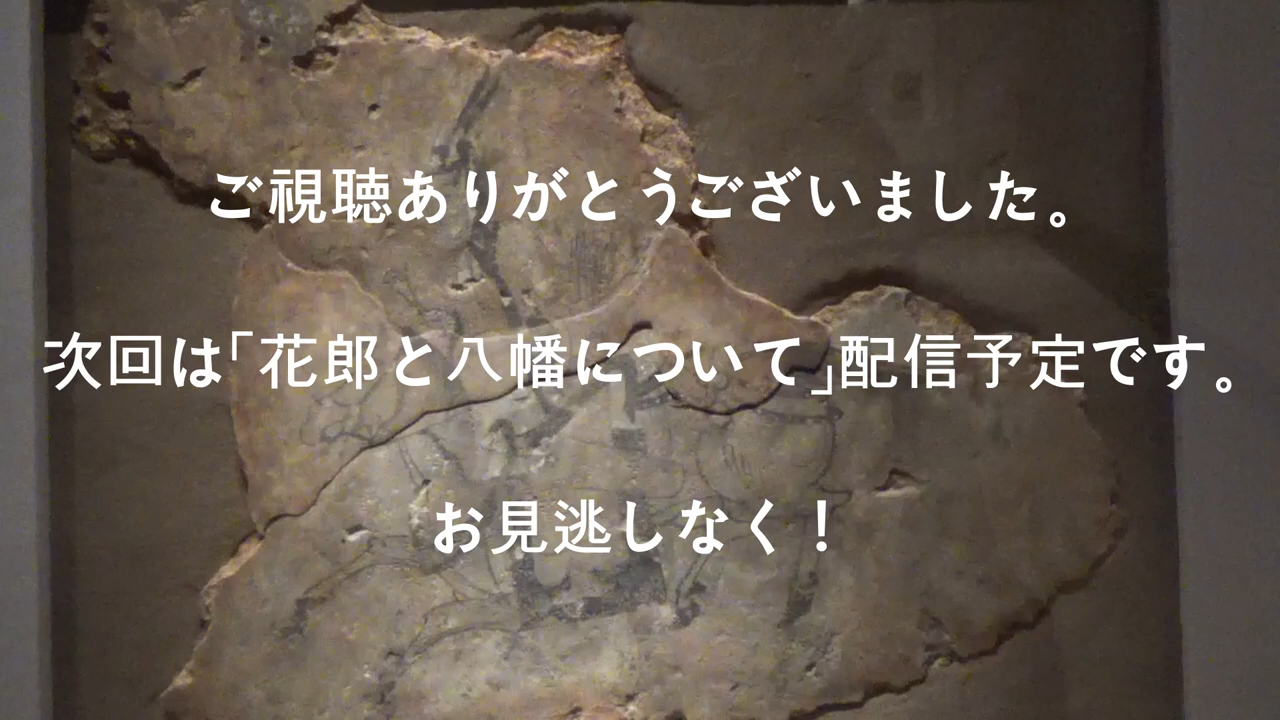 ご視聴ありがとうございました。
次回は「花郎と八幡について」配信予定です。
お見逃しなく！